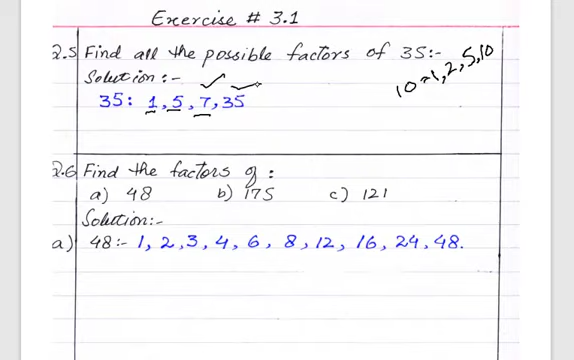 Exercise # 3.1
Q.5 Find all the possible factors of 35:-
10=1,2,5,10
Solution:-
35: 1, 5, 7, 35
Q.6 Find the factors of :
a) 48 b) 175 c) 121
Solution:-
a) 48:- 1, 2, 3, 4, 6, 8, 12, 16, 24, 48.